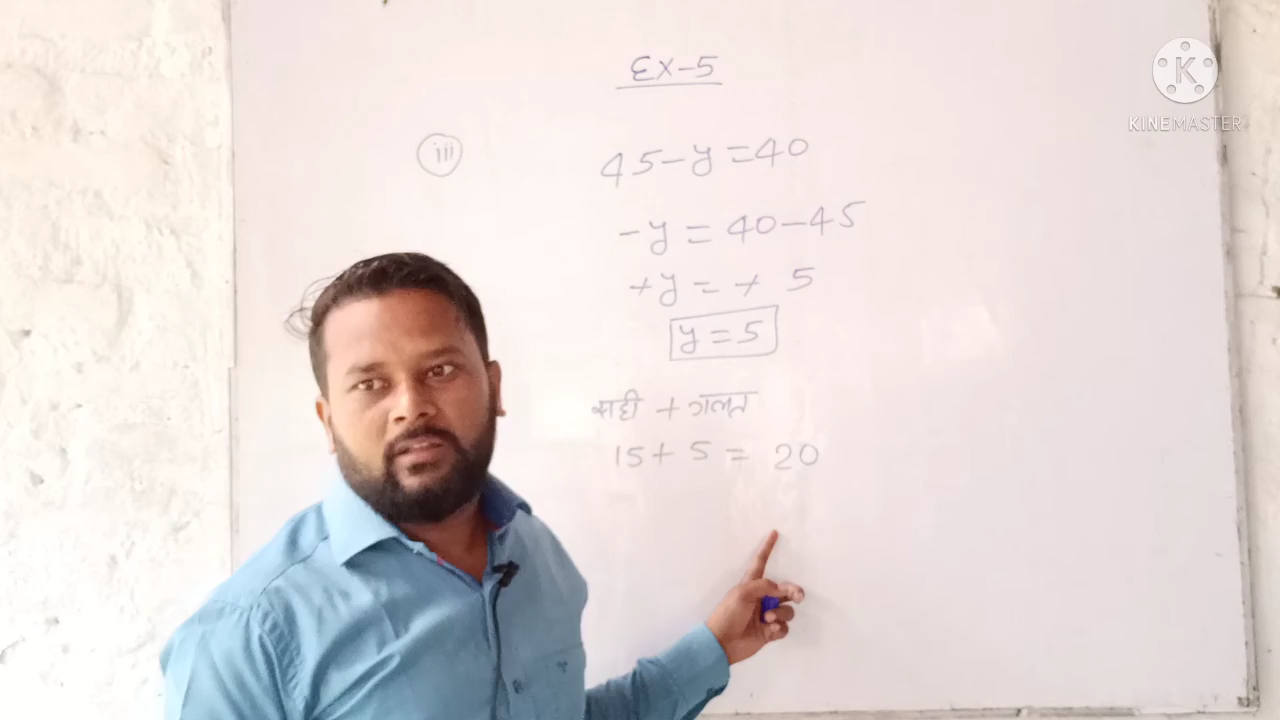 EX-5
iii
45-y=40
-y = 40-45
+y = + 5
y = 5
सही + गलत
15+ 5 = 20
K
KINEMASTER